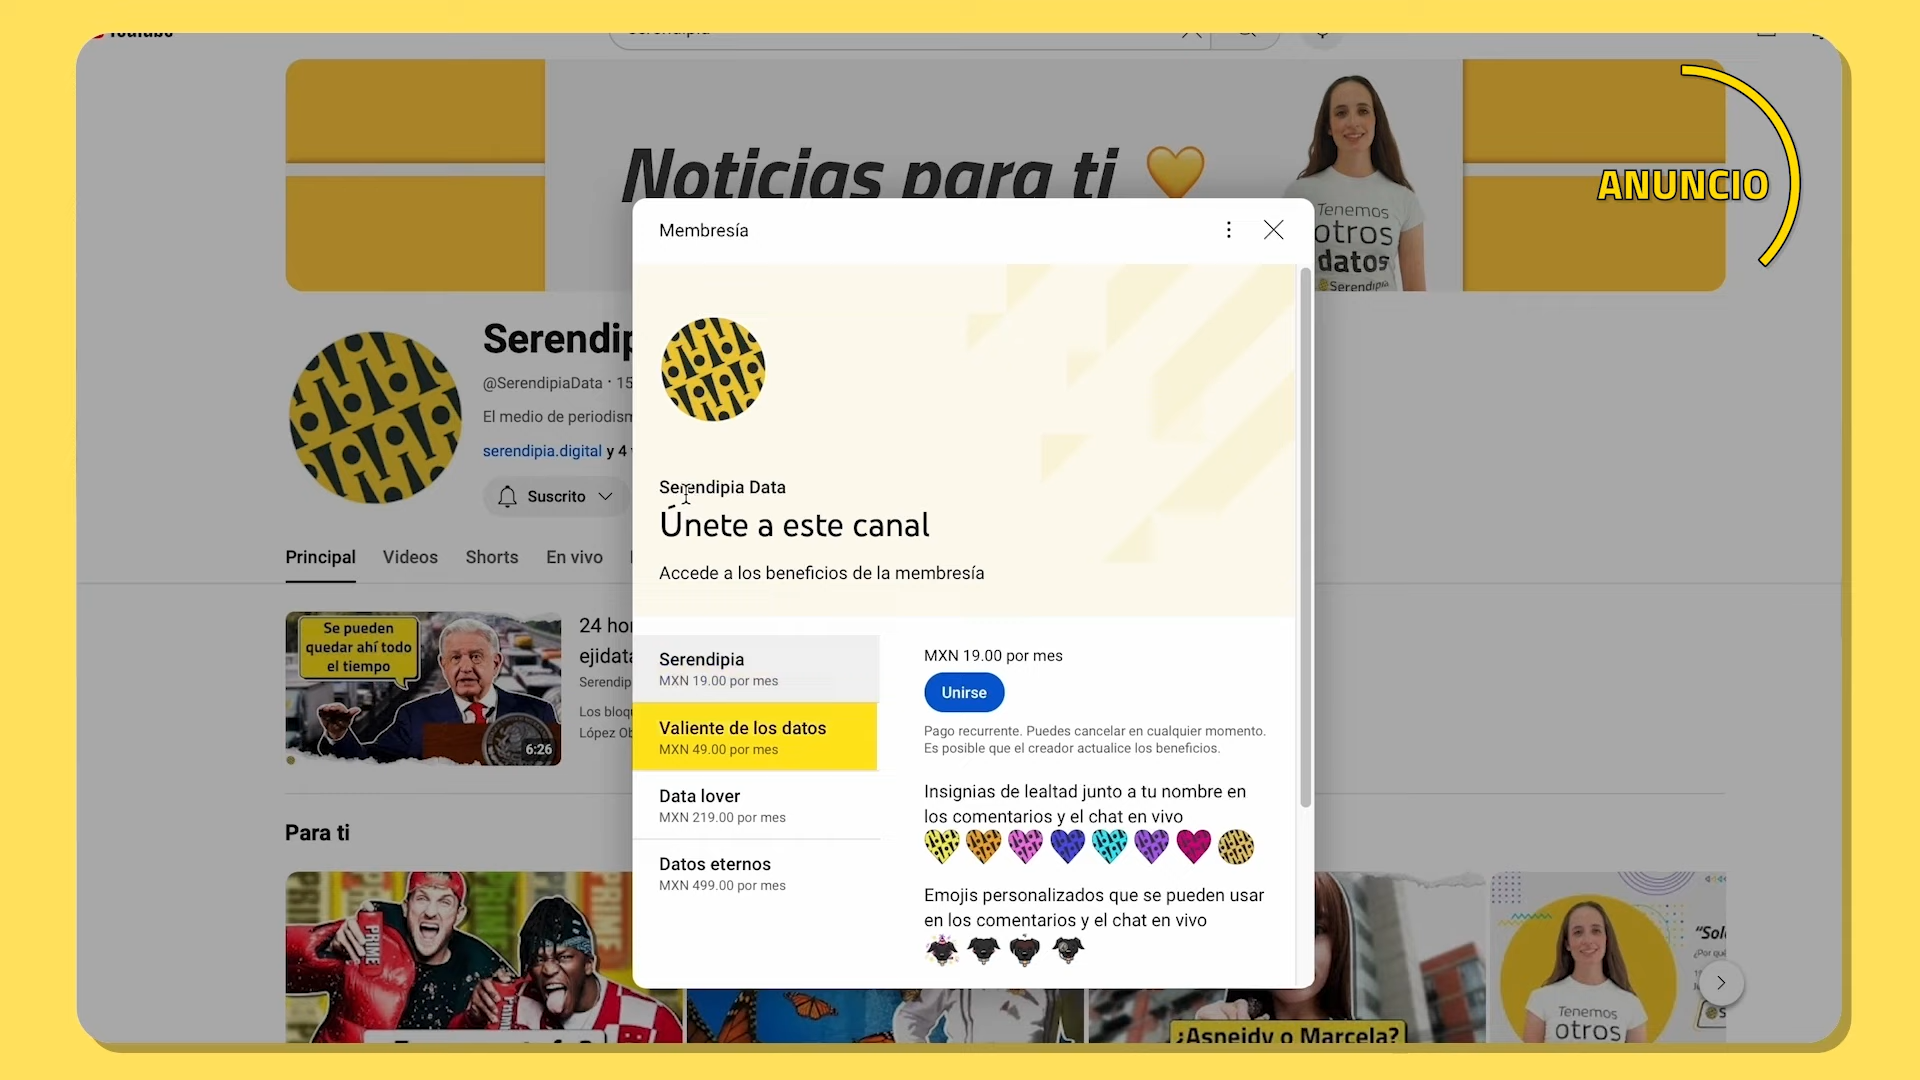 Noticias para ti
ANUNCIO
Tenemos
otros
datos
Serendipia
Membresía
Serendip
@SerendipiaData · 15
El medio de periodism
serendipia.digital y 4
Suscrito
Serendipia Data
Únete a este canal
Accede a los beneficios de la membresía
Principal
Videos
Shorts
En vivo
Se pueden
quedar ahí todo
el tiempo
6:26
24 ho
ejidata
Serendip
Los bloqu
López Ob
Serendipia
MXN 19.00 por mes
Valiente de los datos
MXN 49.00 por mes
Data lover
MXN 219.00 por mes
Datos eternos
MXN 499.00 por mes
MXN 19.00 por mes
Unirse
Pago recurrente. Puedes cancelar en cualquier momento.
Es posible que el creador actualice los beneficios.
Insignias de lealtad junto a tu nombre en
los comentarios y el chat en vivo
Emojis personalizados que se pueden usar
en los comentarios y el chat en vivo
Para ti
PRIME
PRIME
¿Asneidy o Marcela?
Tenemos
otros